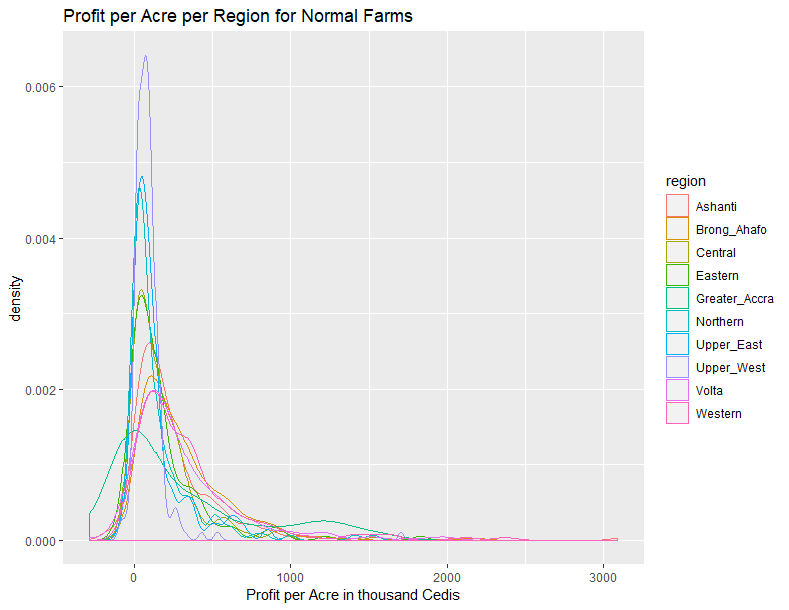 Profit per Acre per Region for Normal Farms
0.006
0.004
0.002
0.000
density
0
1000
2000
3000
Profit per Acre in thousand Cedis
region
Ashanti
Brong_Ahafo
Central
Eastern
Greater_Accra
Northern
Upper_East
Upper_West
Volta
Western